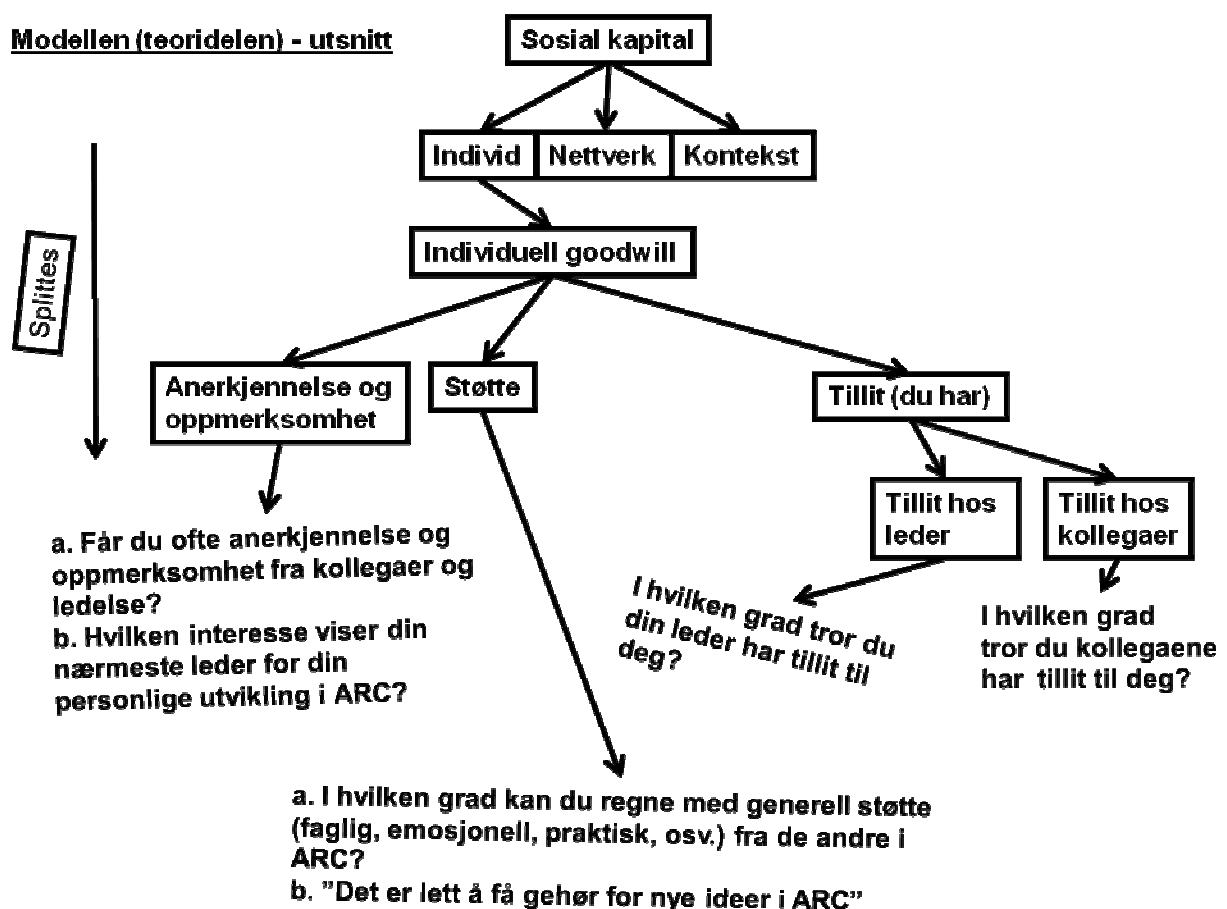 Modellen (teoridelen) - utsnitt
Sosial kapital
Individ
Nettverk
Kontekst
Individuell goodwill
Splittes
Anerkjennelse og
oppmerksomhet
Støtte
Tillit (du har)
Tillit hos
leder
Tillit hos
kollegaer
a. Får du ofte anerkjennelse og
oppmerksomhet fra kollegaer og
ledelse?
b. Hvilken interesse viser din
nærmeste leder for din
personlige utvikling i ARC?
I hvilken grad tror du
din leder har tillit til
deg?
I hvilken grad
tror du kollegaene
har tillit til deg?
a. I hvilken grad kan du regne med generell støtte
(faglig, emosjonell, praktisk, osv.) fra de andre i
ARC?
b. ”Det er lett å få gehør for nye ideer i ARC”